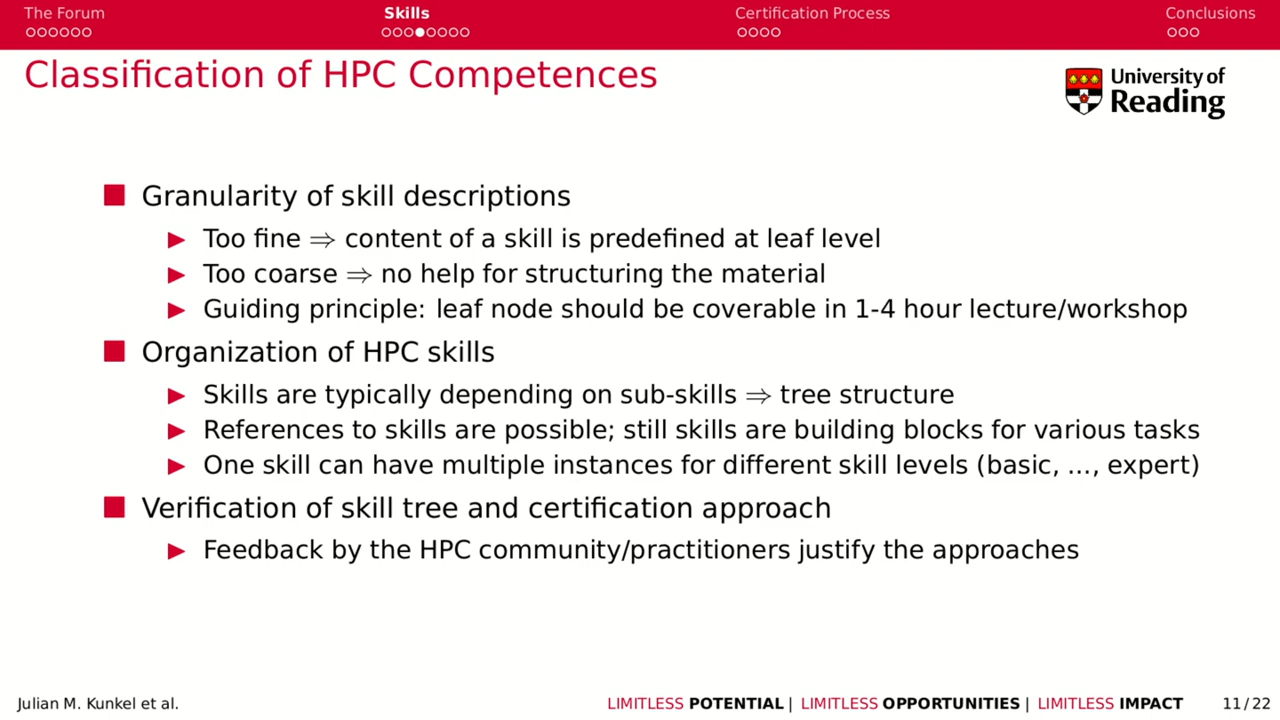 The Forum Skills Certification Process Conclusions
Classification of HPC Competences
University of
Reading
Granularity of skill descriptions
Too fine ⇒ content of a skill is predefined at leaf level
Too coarse ⇒ no help for structuring the material
Guiding principle: leaf node should be coverable in 1-4 hour lecture/workshop
Organization of HPC skills
Skills are typically depending on sub-skills ⇒ tree structure
References to skills are possible; still skills are building blocks for various tasks
One skill can have multiple instances for different skill levels (basic, ..., expert)
Verification of skill tree and certification approach
Feedback by the HPC community/practitioners justify the approaches
Julian M. Kunkel et al. LIMITLESS POTENTIAL | LIMITLESS OPPORTUNITIES | LIMITLESS IMPACT 11/22